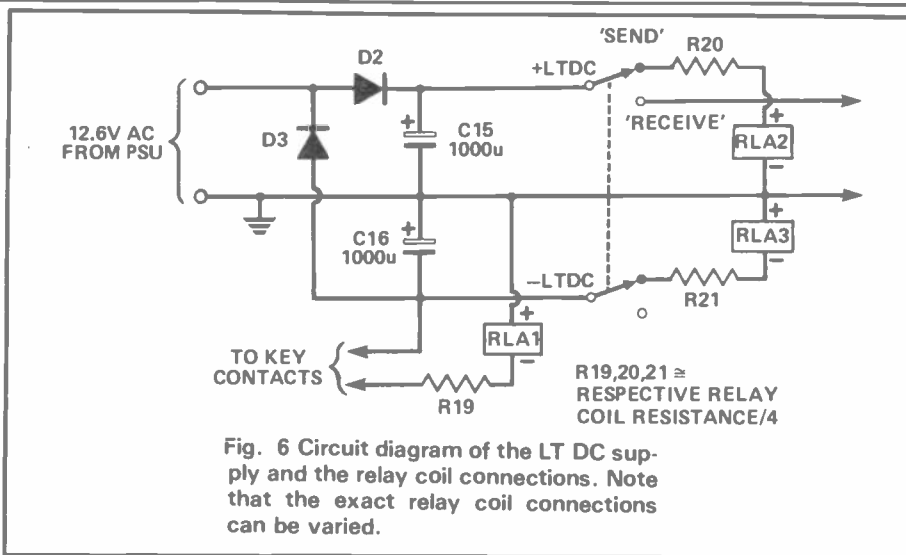 'SEND'
R20
D2
+LTDC
'RECEIVE'
12.6V AC
FROM PSU
D3
+
C15
1000u
+
RLA2
−
+
C16
1000u
+
RLA3
−
−LTDC
R21
+
RLA1
−
TO KEY
CONTACTS
R19
R19,20,21 ≅
RESPECTIVE RELAY
COIL RESISTANCE/4
Fig. 6 Circuit diagram of the LT DC sup-
ply and the relay coil connections. Note
that the exact relay coil connections
can be varied.